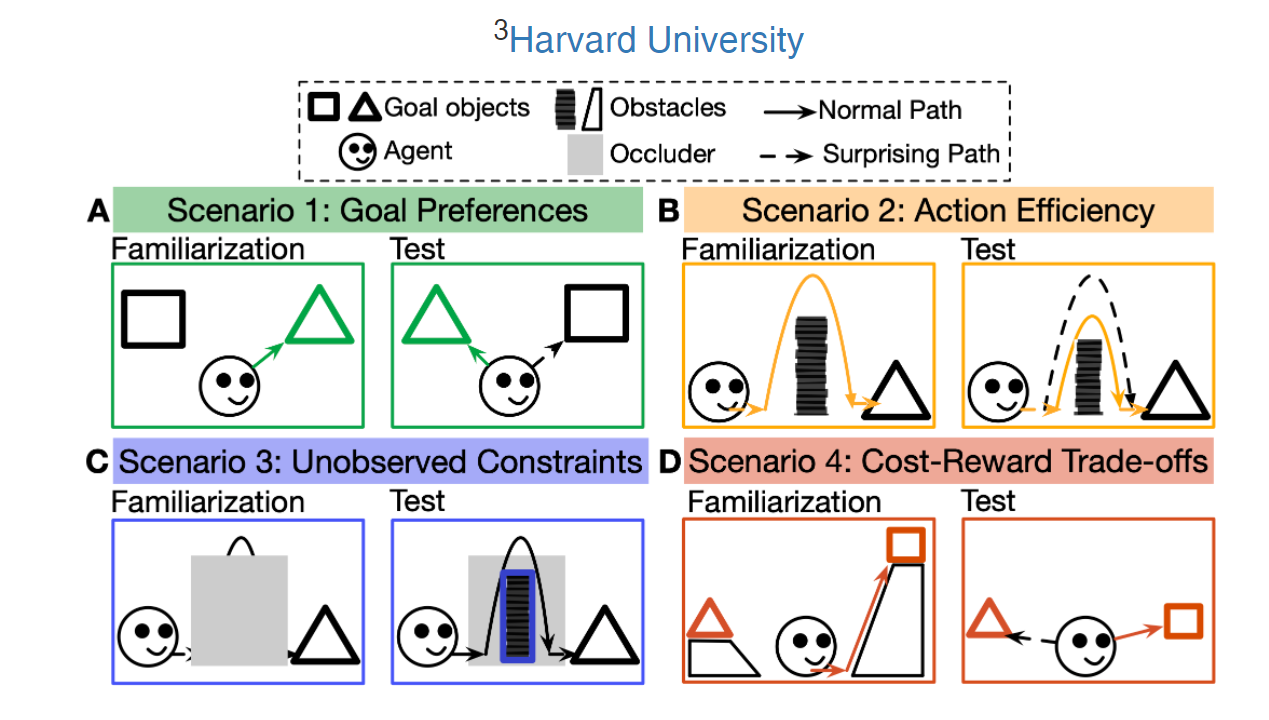 3Harvard University
Goal objects Obstacles Normal Path
Agent Occluder Surprising Path
A Scenario 1: Goal Preferences
Familiarization Test
B Scenario 2: Action Efficiency
Familiarization Test
C Scenario 3: Unobserved Constraints
Familiarization Test
D Scenario 4: Cost-Reward Trade-offs
Familiarization Test